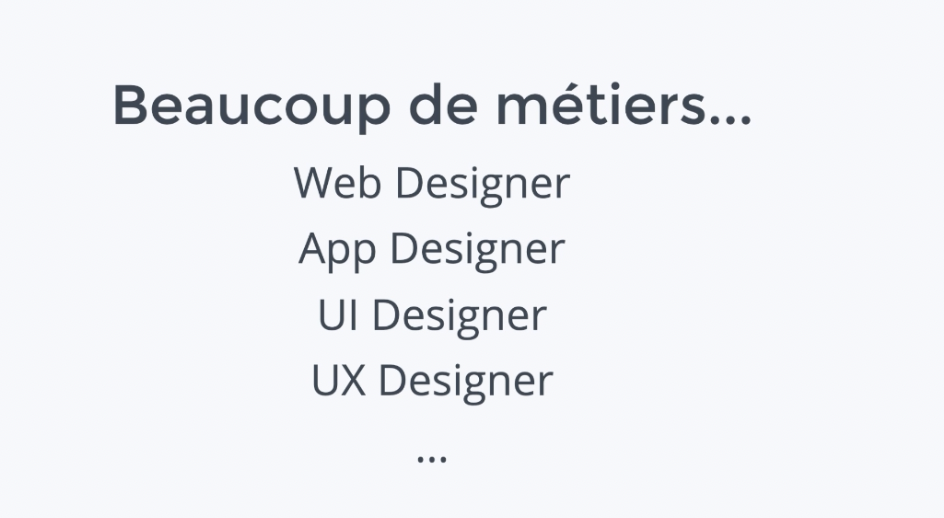 Beaucoup de métiers...
Web Designer
App Designer
UI Designer
UX Designer
...